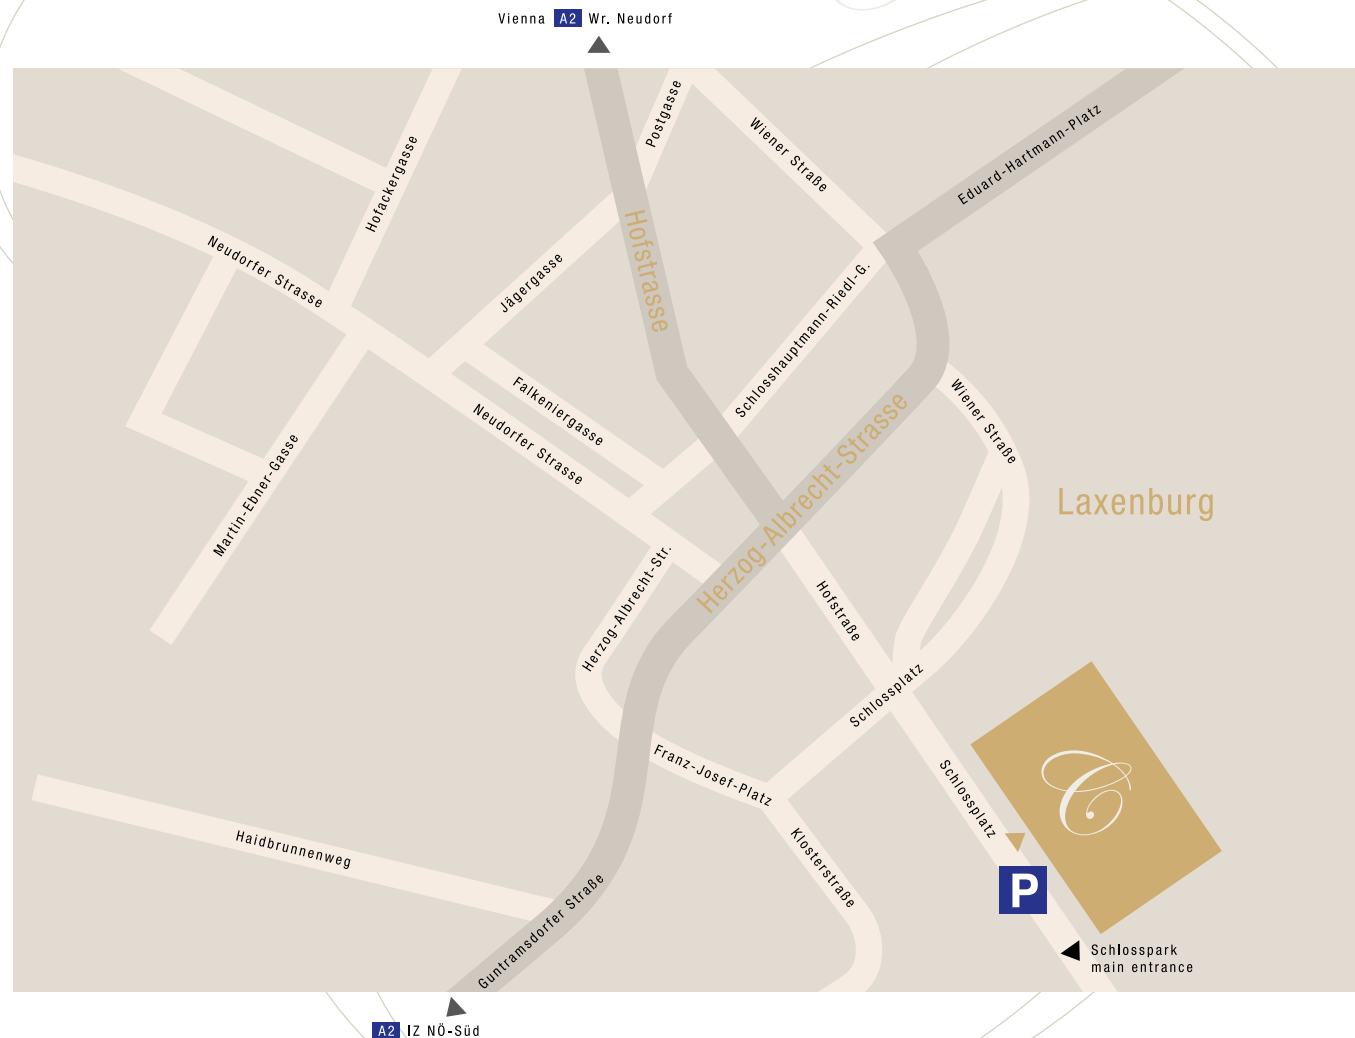 Vienna A2 Wr. Neudorf
Postgasse
Wiener Straße
Eduard-Hartmann-Platz
Hofackergasse
Neudorfer Strasse
Jägergasse
Hofstrasse
Schlosshauptmann-Riedl-G.
Falkeniergasse
Neudorfer Strasse
Herzog-Albrecht-Strasse
Wiener Straße
Laxenburg
Martin-Ebner-Gasse
Herzog-Albrecht-Str.
Hofstraße
Schlossplatz
Franz-Josef-Platz
Schlossplatz
C
Haidbrunnenweg
Klosterstraße
P
Guntramsdorfer Straße
Schlosspark
main entrance
A2 IZ NÖ-Süd